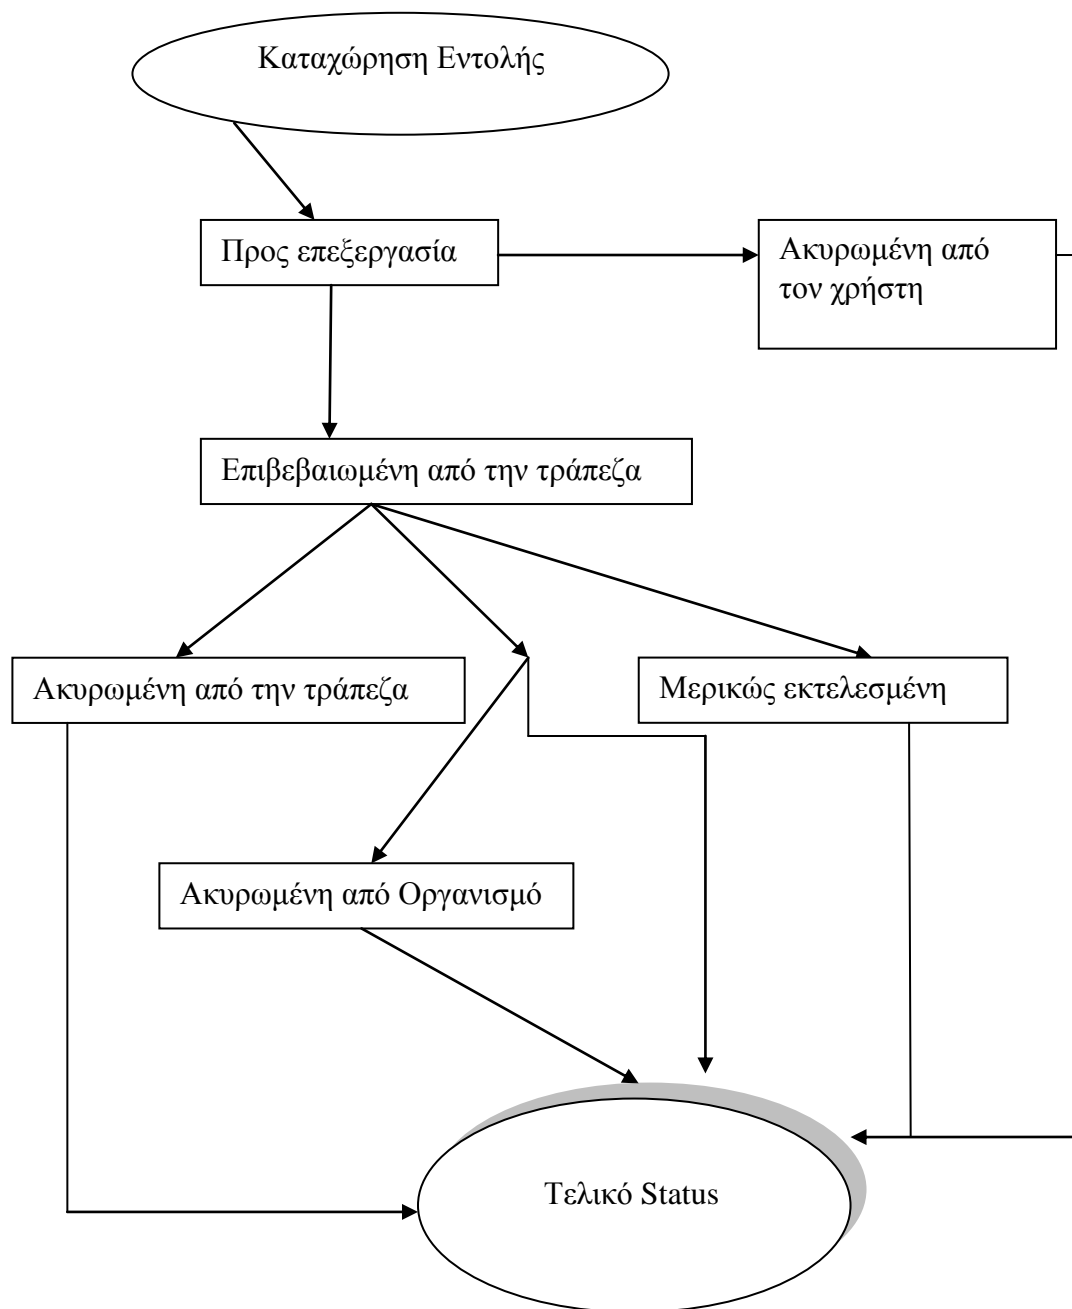 Καταχώρηση Εντολής
Προς επεξεργασία
Ακυρωμένη από
τον χρήστη
Επιβεβαιωμένη από την τράπεζα
Ακυρωμένη από την τράπεζα
Μερικώς εκτελεσμένη
Ακυρωμένη από Οργανισμό
Τελικό Status